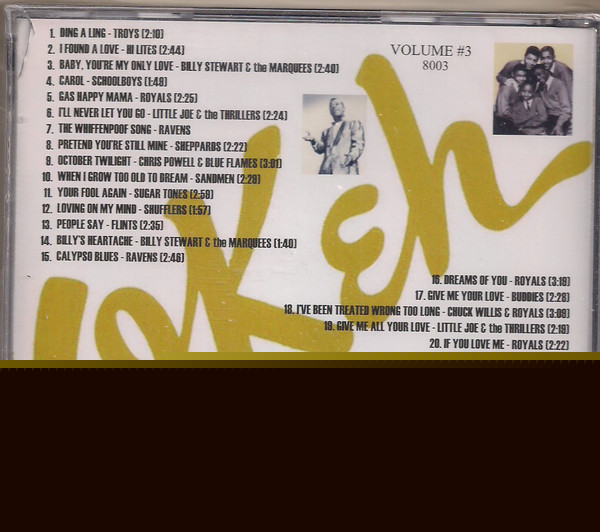 1. DING A LING - TROYS (2:10)
2. I FOUND A LOVE - HI LITES (2:44)
3. BABY, YOU'RE MY ONLY LOVE - BILLY STEWART & the MARQUEES (2:40)
4. CAROL - SCHOOLBOYS (1:49)
5. GAS HAPPY MAMA - ROYALS (2:25)
6. I'LL NEVER LET YOU GO - LITTLE JOE & the THRILLERS (2:24)
7. THE WHIFFENPOOF SONG - RAVENS
8. PRETEND YOU'RE STILL MINE - SHEPPARDS (2:22)
9. OCTOBER TWILIGHT - CHRIS POWELL & BLUE FLAMES (3:01)
10. WHEN I GROW TOO OLD TO DREAM - SANDMEN (2:28)
11. YOUR FOOL AGAIN - SUGAR TONES (2:58)
12. LOVING ON MY MIND - SHUFFLERS (1:57)
13. PEOPLE SAY - FLINTS (2:35)
14. BILLY'S HEARTACHE - BILLY STEWART & the MARQUEES (1:40)
15. CALYPSO BLUES - RAVENS (2:46)
VOLUME #3
8003
OKeh
16. DREAMS OF YOU - ROYALS (3:19)
17. GIVE ME YOUR LOVE - BUDDIES (2:28)
18. I'VE BEEN TREATED WRONG TOO LONG - CHUCK WILLIS & ROYALS (3:09)
19. GIVE ME ALL YOUR LOVE - LITTLE JOE & the THRILLERS (2:19)
20. IF YOU LOVE ME - ROYALS (2:22)